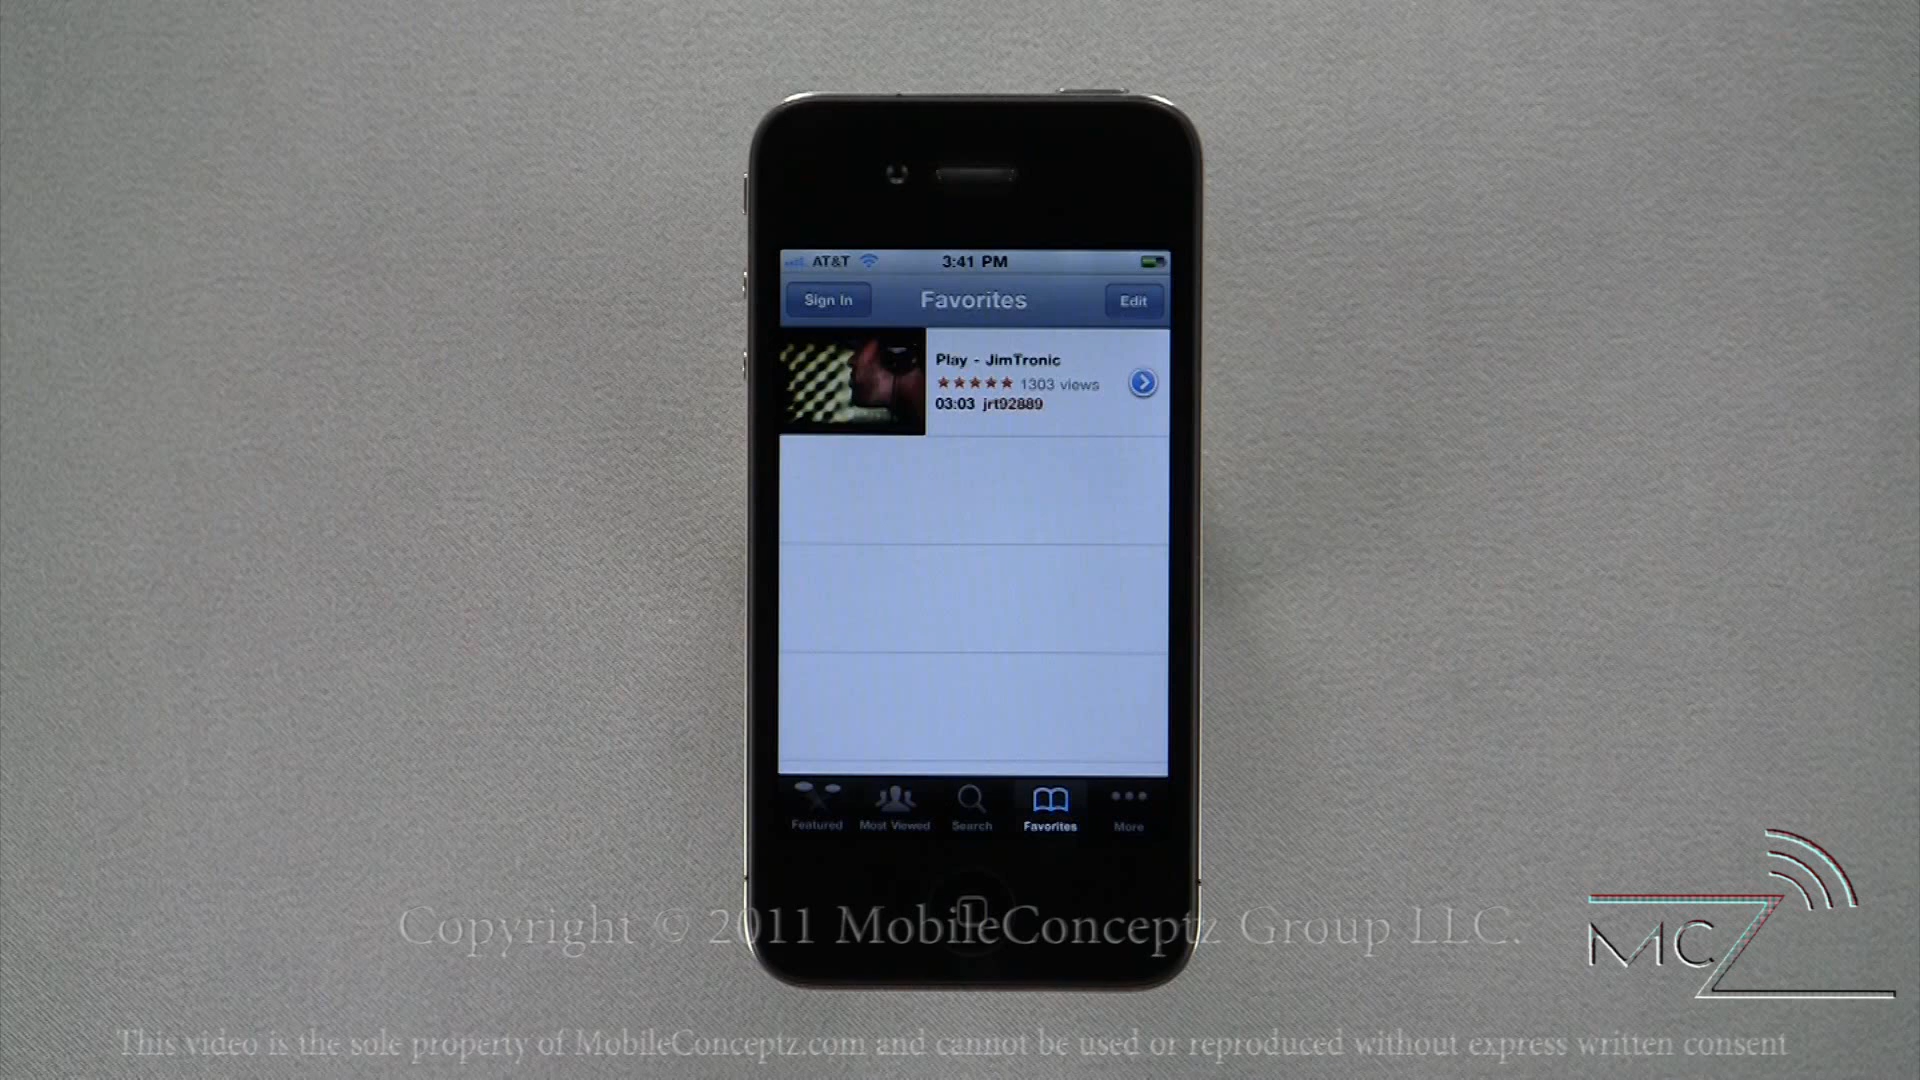 AT&T 3:41 PM
Sign In Favorites Edit
Play - JimTronic
1303 views
03:03 jrt92889
Featured Most Viewed Search Favorites More
Copyright © 2011 MobileConceptz Group LLC.
MCZ
This video is the sole property of MobileConceptz.com and cannot be used or reproduced without express written consent